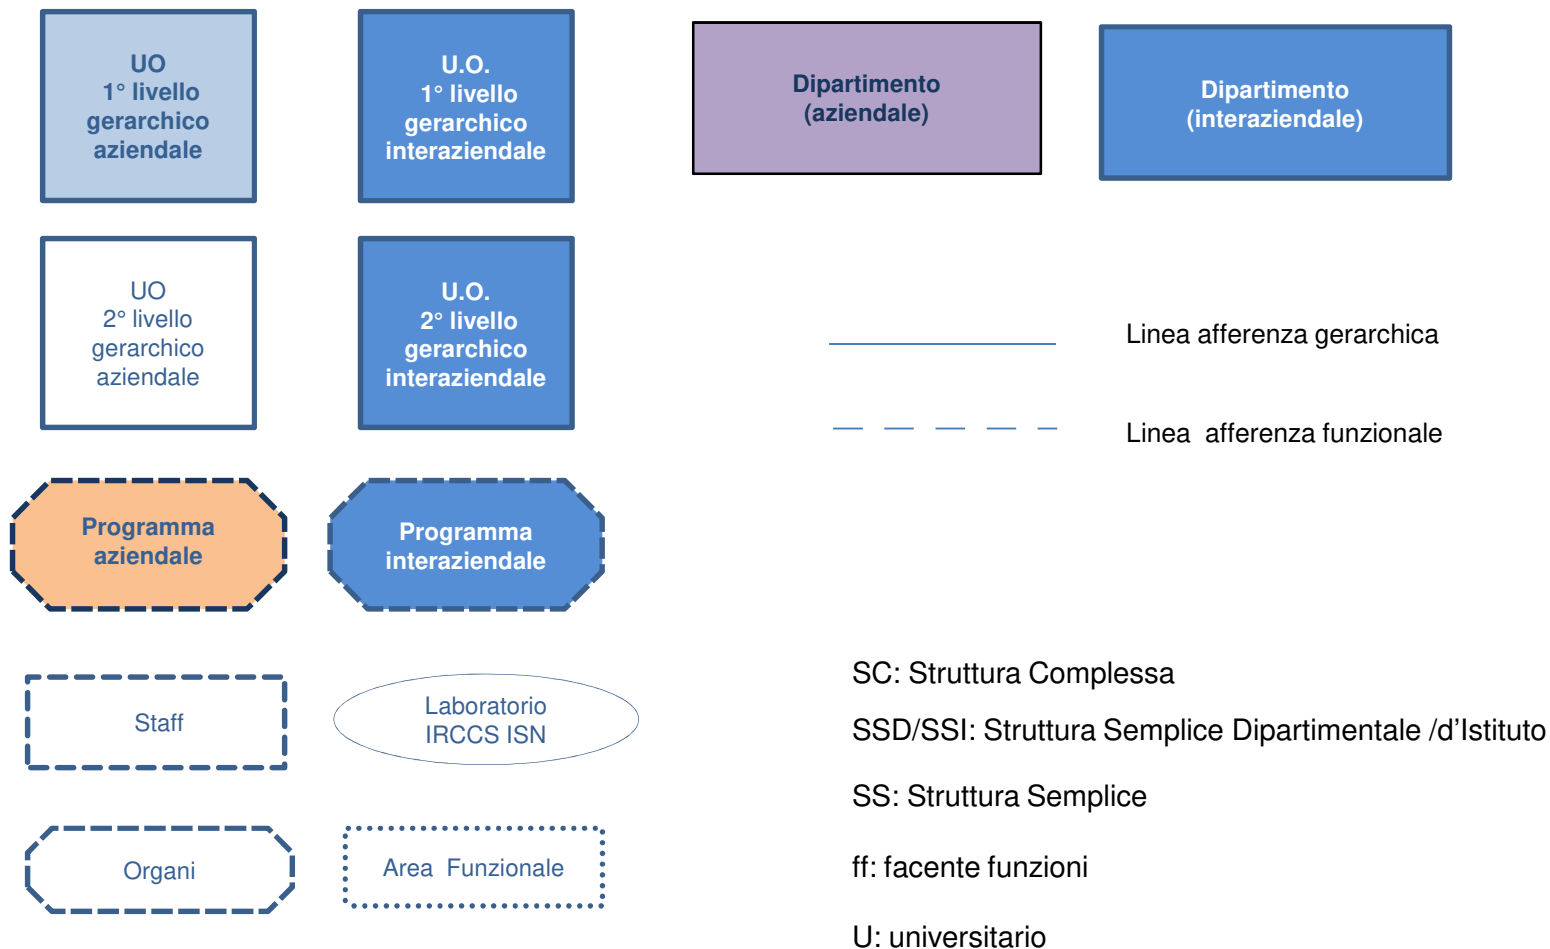 UO
1° livello
gerarchico
aziendale
U.O.
1° livello
gerarchico
interaziendale
Dipartimento
(aziendale)
Dipartimento
(interaziendale)
UO
2° livello
gerarchico
aziendale
U.O.
2° livello
gerarchico
interaziendale
Linea afferenza gerarchica
Linea afferenza funzionale
Programma
aziendale
Programma
interaziendale
Staff
Laboratorio
IRCCS ISN
Organi
Area Funzionale
SC: Struttura Complessa
SSD/SSI: Struttura Semplice Dipartimentale /d'Istituto
SS: Struttura Semplice
ff: facente funzioni
U: universitario